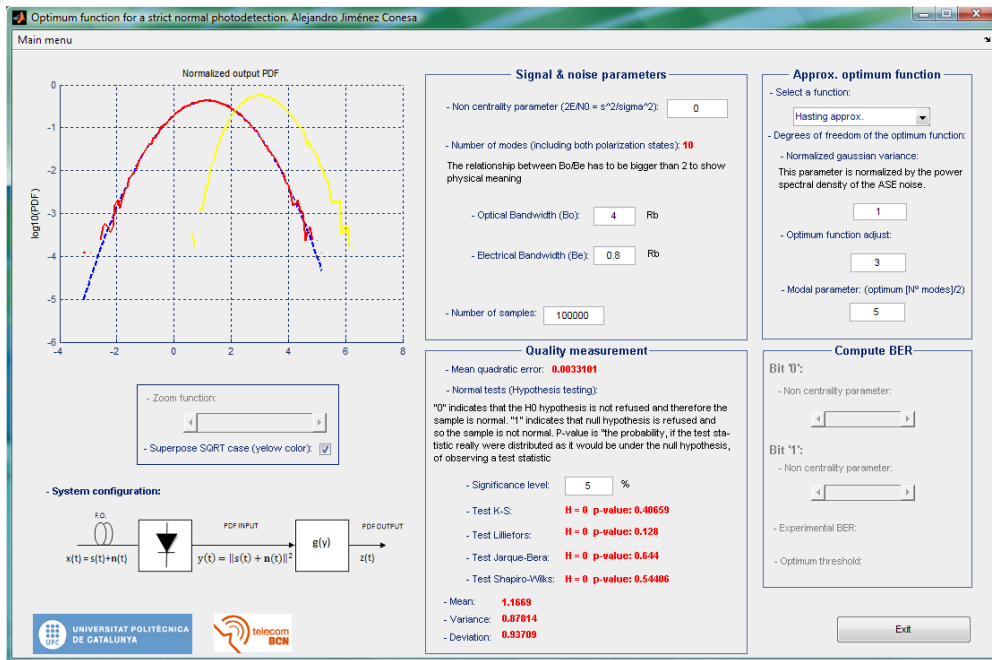 Optimum function for a strict normal photodetection. Alejandro Jiménez Conesa
Main menu
Normalized output PDF
log10(PDF)
0
-1
-2
-3
-4
-5
-6
-4
-2
0
2
4
6
8
- Zoom function:
- Superpose SQRT case (yelow color):
- System configuration:
F.O.
x(t) = s(t)+n(t)
PDF INPUT
y(t) = ||s(t) + n(t)||²
g(y)
PDF OUTPUT
z(t)
UNIVERSITAT POLITÈCNICA
DE CATALUNYA
UPC
telecom
BCN
Signal & noise parameters
- Non centrality parameter (2E/N0 = s^2/sigma^2): 0
- Number of modes (including both polarization states): 10
The relationship between Bo/Be has to be bigger than 2 to show
physical meaning
- Optical Bandwidth (Bo): 4 Rb
- Electrical Bandwidth (Be): 0.8 Rb
- Number of samples: 100000
Quality measurement
- Mean quadratic error: 0.0033101
- Normal tests (Hypothesis testing):
"0" indicates that the H0 hypothesis is not refused and therefore the
sample is normal. "1" indicates that null hypothesis is refused and
so the sample is not normal. P-value is "the probability, if the test sta-
tistic really were distributed as it would be under the null hypothesis,
of observing a test statistic
- Significance level: 5 %
- Test K-S: H = 0 p-value: 0.40659
- Test Lilliefors: H = 0 p-value: 0.128
- Test Jarque-Bera: H = 0 p-value: 0.644
- Test Shapiro-Wilks: H = 0 p-value: 0.54406
- Mean: 1.1669
- Variance: 0.87814
- Deviation: 0.93709
Approx. optimum function
- Select a function:
Hasting approx.
- Degrees of freedom of the optimum function:
- Normalized gaussian variance:
This parameter is normalized by the power
spectral density of the ASE noise.
1
- Optimum function adjust:
3
- Modal parameter: (optimum [Nº modes]/2)
5
Compute BER
Bit '0':
- Non centrality parameter:
Bit '1':
- Non centrality parameter:
- Experimental BER:
- Optimum threshold:
Exit